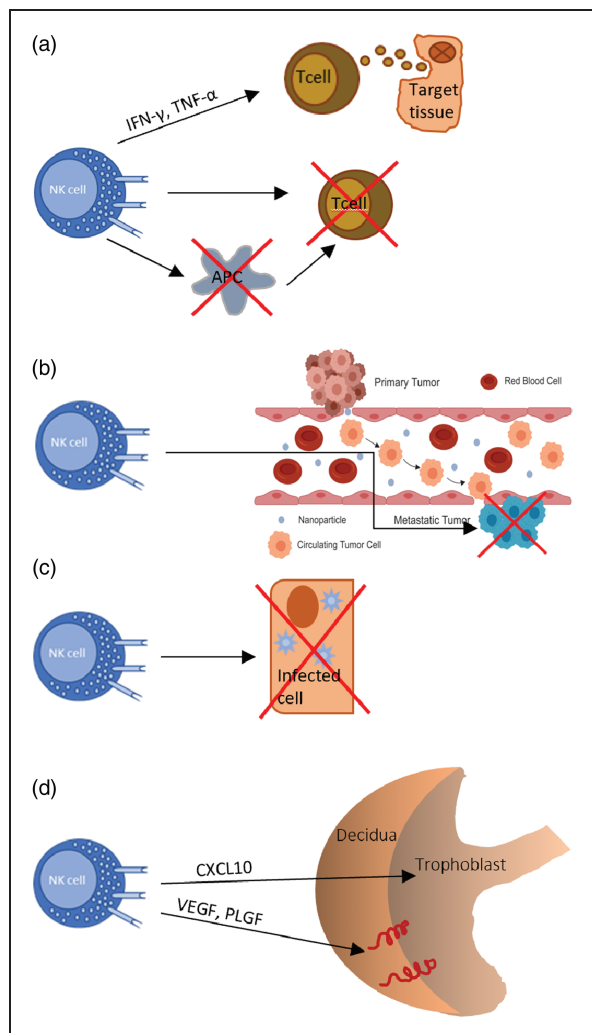 (a)
Tcell
Target
tissue
IFN-γ, TNF-α
NK cell
Tcell
APC
(b)
Primary Tumor
Red Blood Cell
NK cell
Nanoparticle
Metastatic Tumor
Circulating Tumor Cell
(c)
NK cell
Infected
cell
(d)
Decidua
Trophoblast
CXCL10
NK cell
VEGF, PLGF